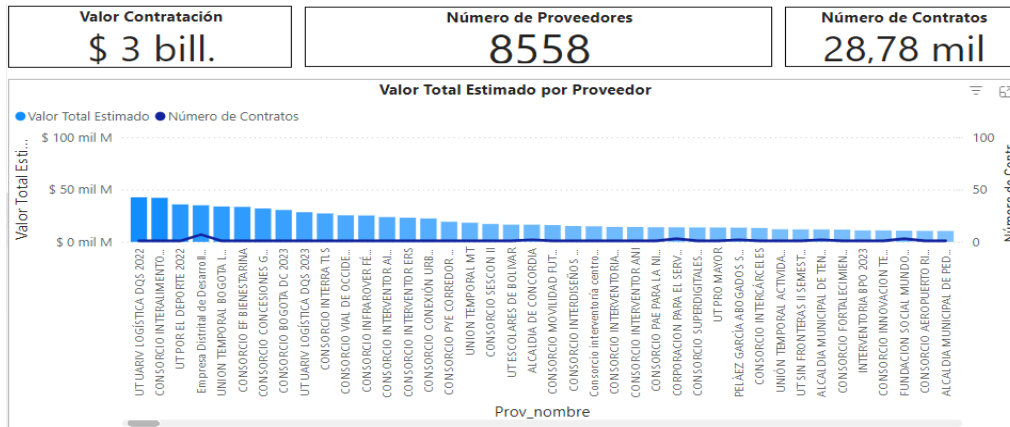 Valor Contratación
$ 3 bill.
Número de Proveedores
8558
Número de Contratos
28,78 mil
Valor Total Estimado por Proveedor
Valor Total Estimado
Número de Contratos
Valor Total Esti...
$ 100 mil M
$ 50 mil M
$ 0 mil M
100
50
0
Número de Contr
UT UARIV LOGÍSTICA DQS 2022
CONSORCIO INTERALIMENTO...
UT POR EL DEPORTE 2022
Empresa Distrital de Desarroll...
UNION TEMPORAL BOGOTA L...
CONSORCIO EF BIENESTARINA
CONSORCIO CONCESIONES G...
CONSORCIO BOGOTA DC 2023
UT UARIV LOGÍSTICA DQS 2023
CONSORCIO INTERRA TLS
CONSORCIO VIAL DE OCCIDE...
CONSORCIO INFRAROVER FÉ...
CONSORCIO INTERVENTOR AI...
CONSORCIO INTERVENTOR ERS
CONSORCIO CONEXIÓN URB...
CONSORCIO PYE CORREDOR ...
UNION TEMPORAL MT
CONSORCIO SESCON II
UT ESCOLARES DE BOLIVAR
ALCALDIA DE CONCORDIA
CONSORCIO MOVILIDAD FUT...
CONSORCIO INTERDISEÑOS ...
Consorcio interventoria centro...
CONSORCIO INTERVENTORIA...
CONSORCIO INTERVENTOR ANI
CONSORCIO PAE PARA LA NI...
CORPORACION PARA EL SERV...
CONSORCIO SUPERDIGITALES...
UT PRO MAYOR
PELÁEZ GARCÍA ABOGADOS S...
CONSORCIO INTERCÁRCELES
UNIÓN TEMPORAL ACTIVIDA...
UT SIN FRONTERAS II SEMEST...
ALCALDIA MUNICIPAL DE TEN...
CONSORCIO FORTALECIMIEN...
INTERVENTORIA BPO 2023
CONSORCIO INNOVACION TE...
FUNDACION SOCIAL MUNDO...
CONSORCIO AEROPUERTO RI...
ALCALDIA MUNICIPAL DE PED...
Prov_nombre